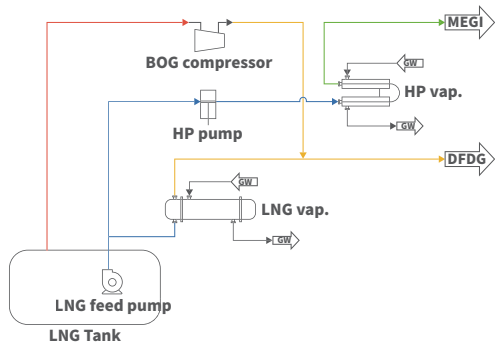 MEGI
BOG compressor
GW
HP vap.
HP pump
GW
DFDG
GW
LNG vap.
GW
LNG feed pump
LNG Tank